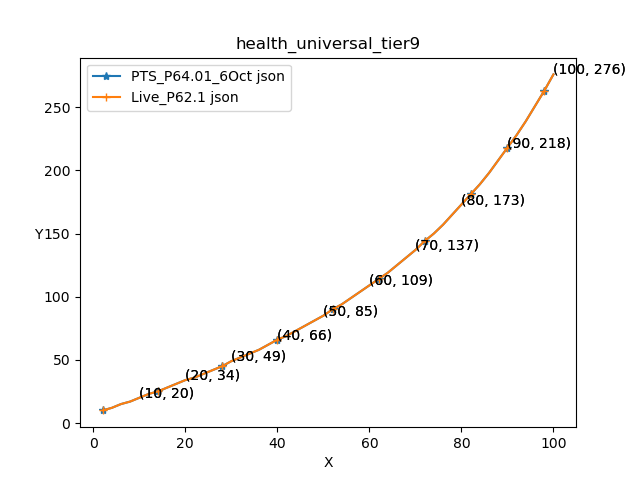 health_universal_tier9
PTS_P64.01_6Oct json
Live_P62.1 json
(100, 276)
250
(90, 218)
200
(80, 173)
Y
150
(70, 137)
(60, 109)
100
(50, 85)
(40, 66)
50
(30, 49)
(20, 34)
(10, 20)
0
0 20 40 60 80 100
X